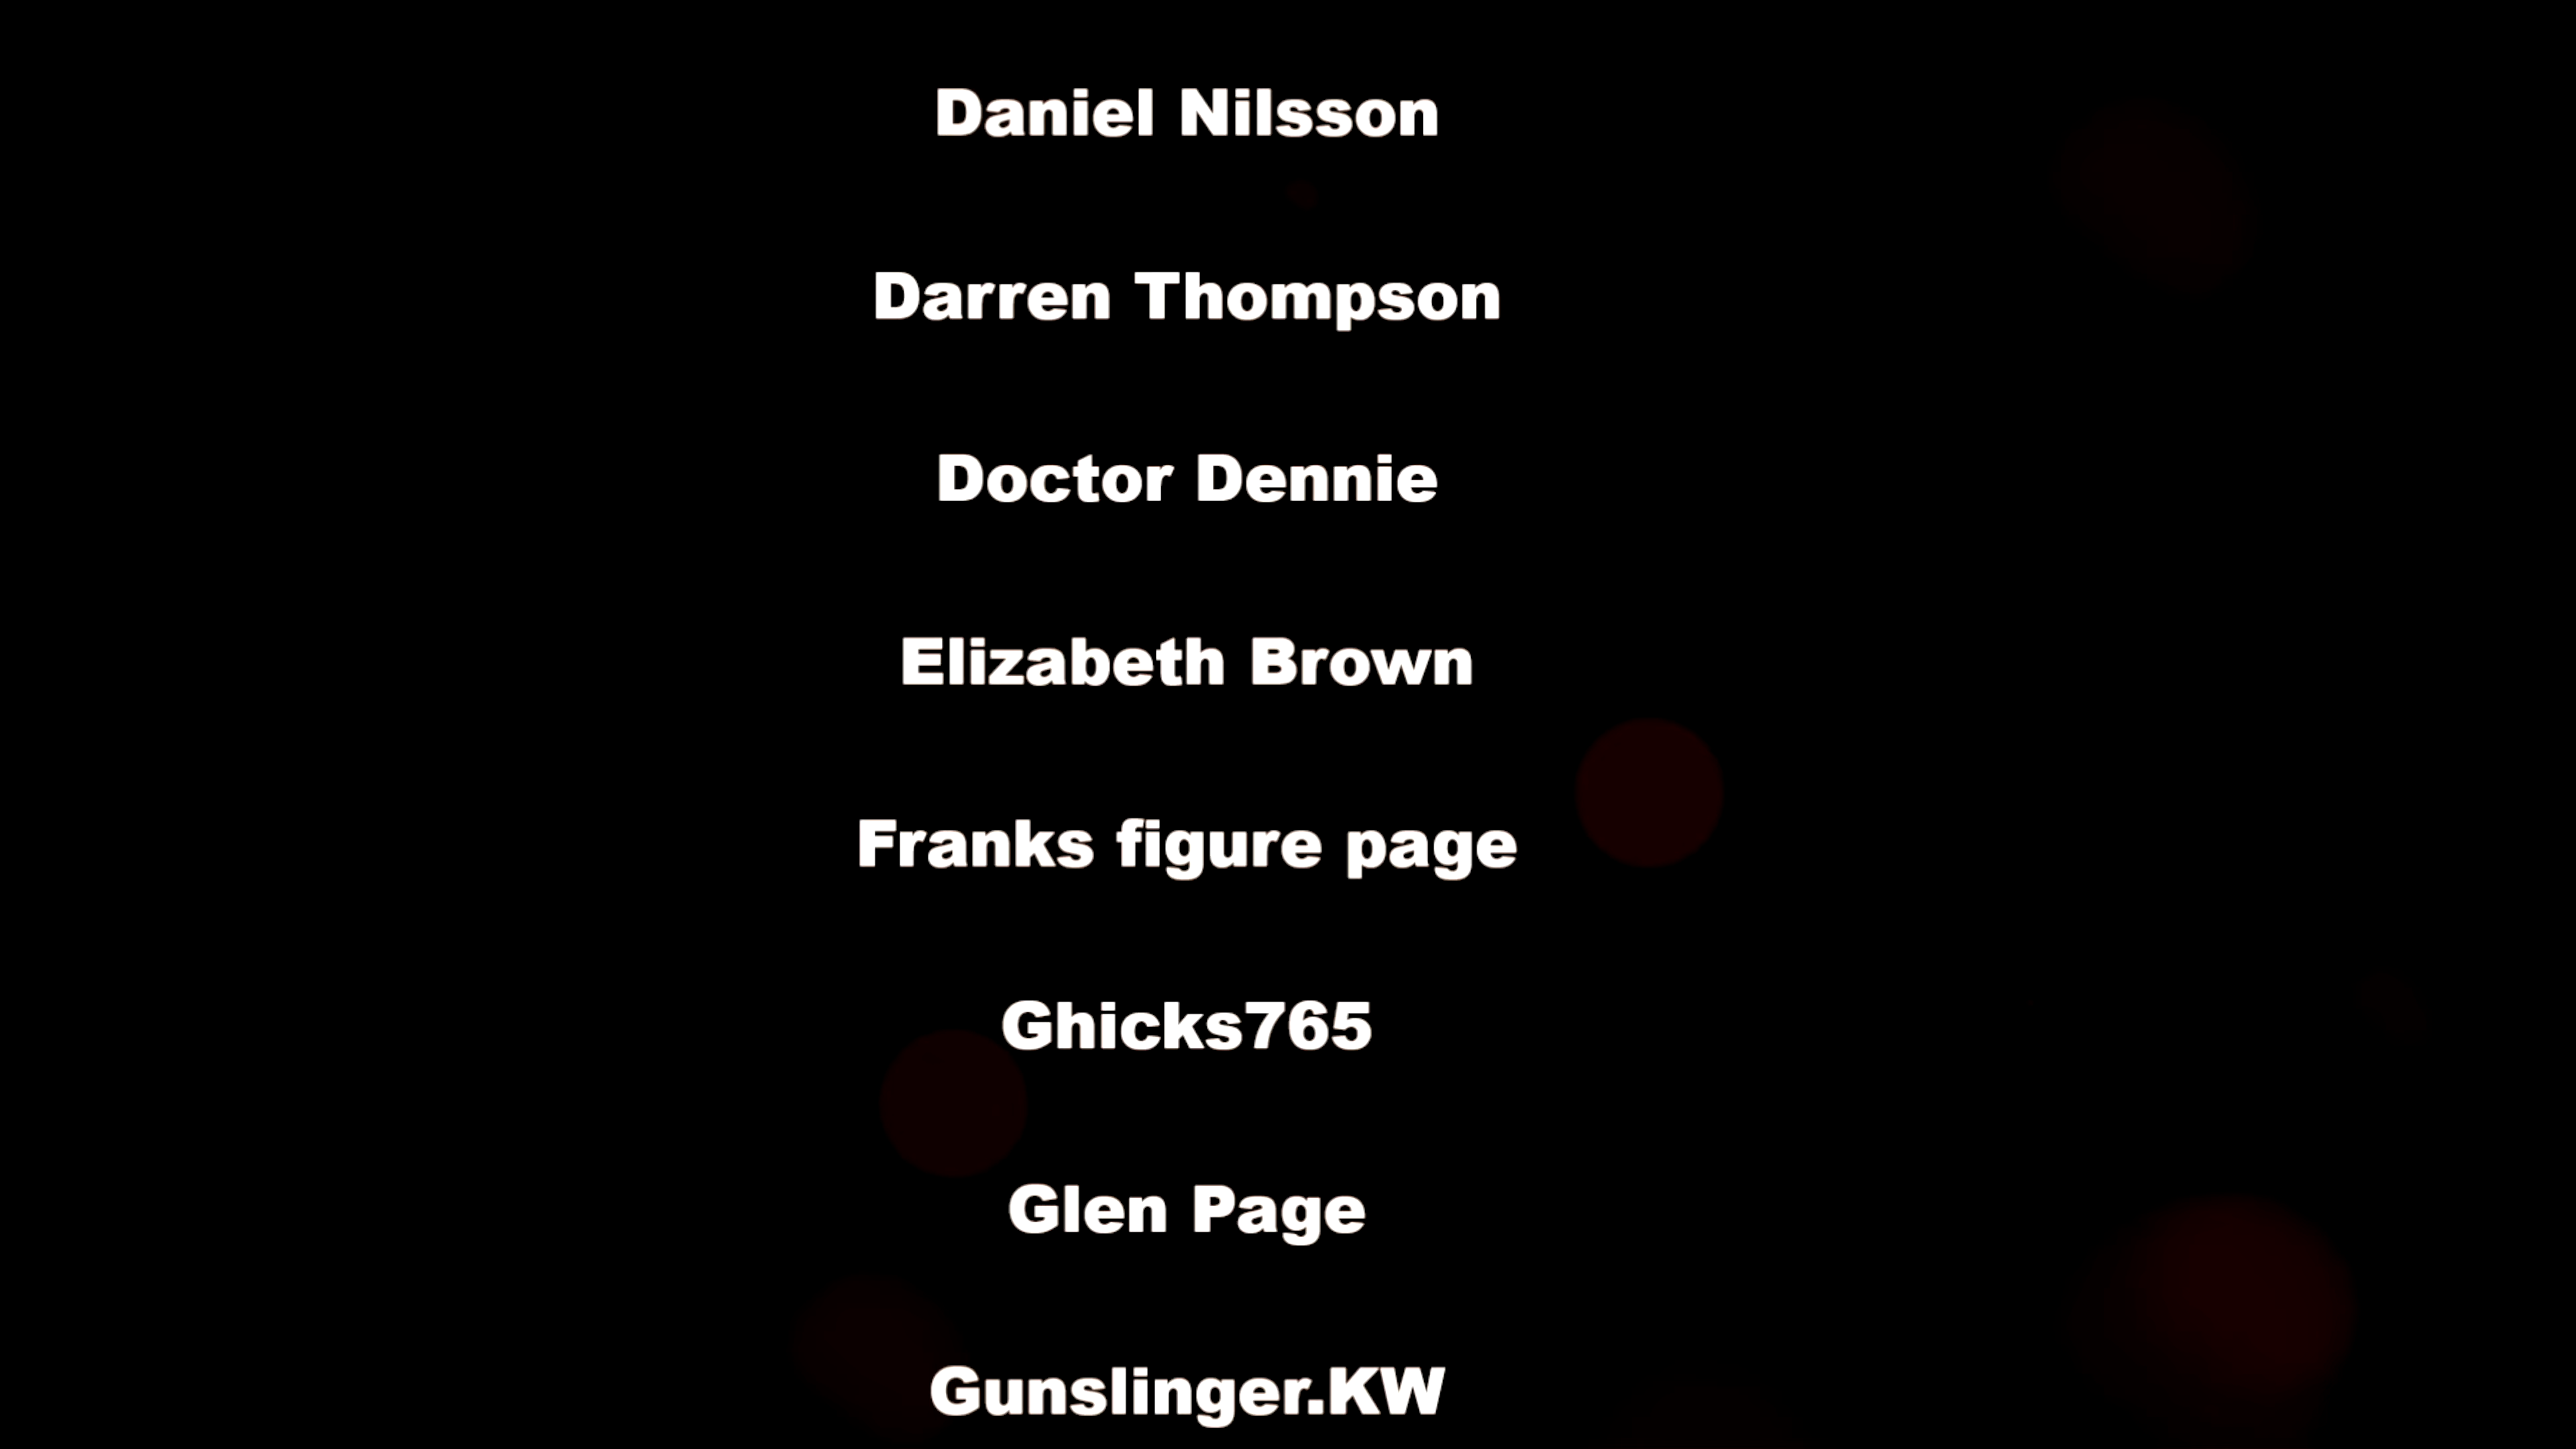 Daniel Nilsson
Darren Thompson
Doctor Dennie
Elizabeth Brown
Franks figure page
Ghicks765
Glen Page
Gunslinger.KW